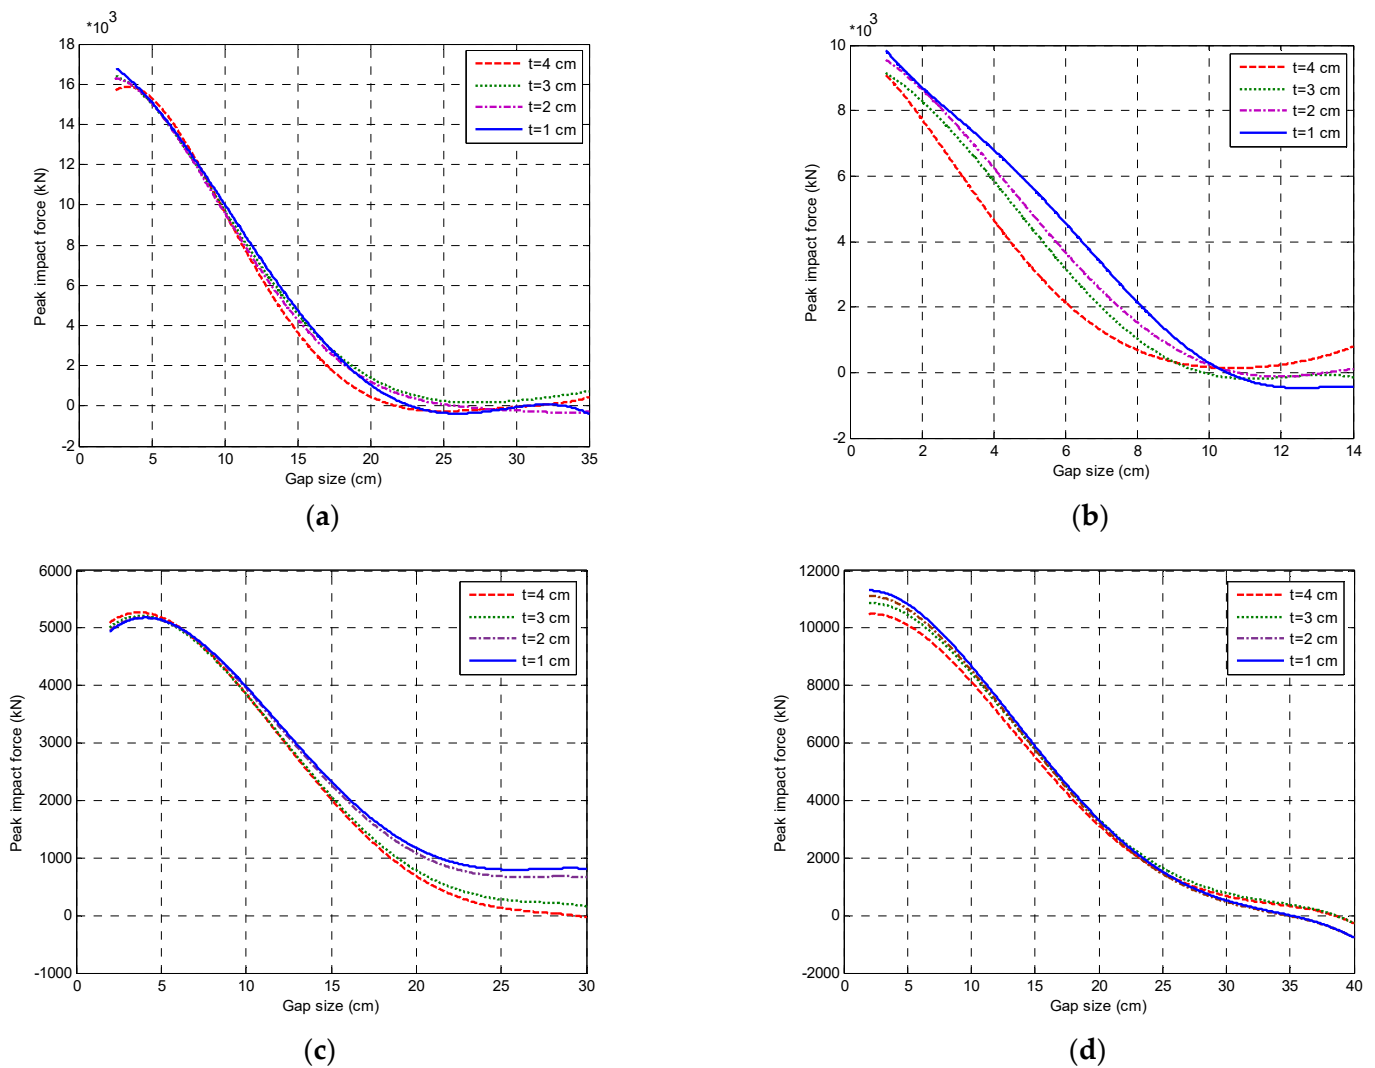 *10³
18
16
14
12
10
8
6
4
2
0
-2
0 5 10 15 20 25 30 35
Peak impact force (kN)
Gap size (cm)
t=4 cm
t=3 cm
t=2 cm
t=1 cm
(a)
*10³
10
8
6
4
2
0
-2
0 2 4 6 8 10 12 14
Peak impact force (kN)
Gap size (cm)
t=4 cm
t=3 cm
t=2 cm
t=1 cm
(b)
6000
5000
4000
3000
2000
1000
0
-1000
0 5 10 15 20 25 30
Peak impact force (kN)
Gap size (cm)
t=4 cm
t=3 cm
t=2 cm
t=1 cm
(c)
12000
10000
8000
6000
4000
2000
0
-2000
0 5 10 15 20 25 30 35 40
Peak impact force (kN)
Gap size (cm)
t=4 cm
t=3 cm
t=2 cm
t=1 cm
(d)